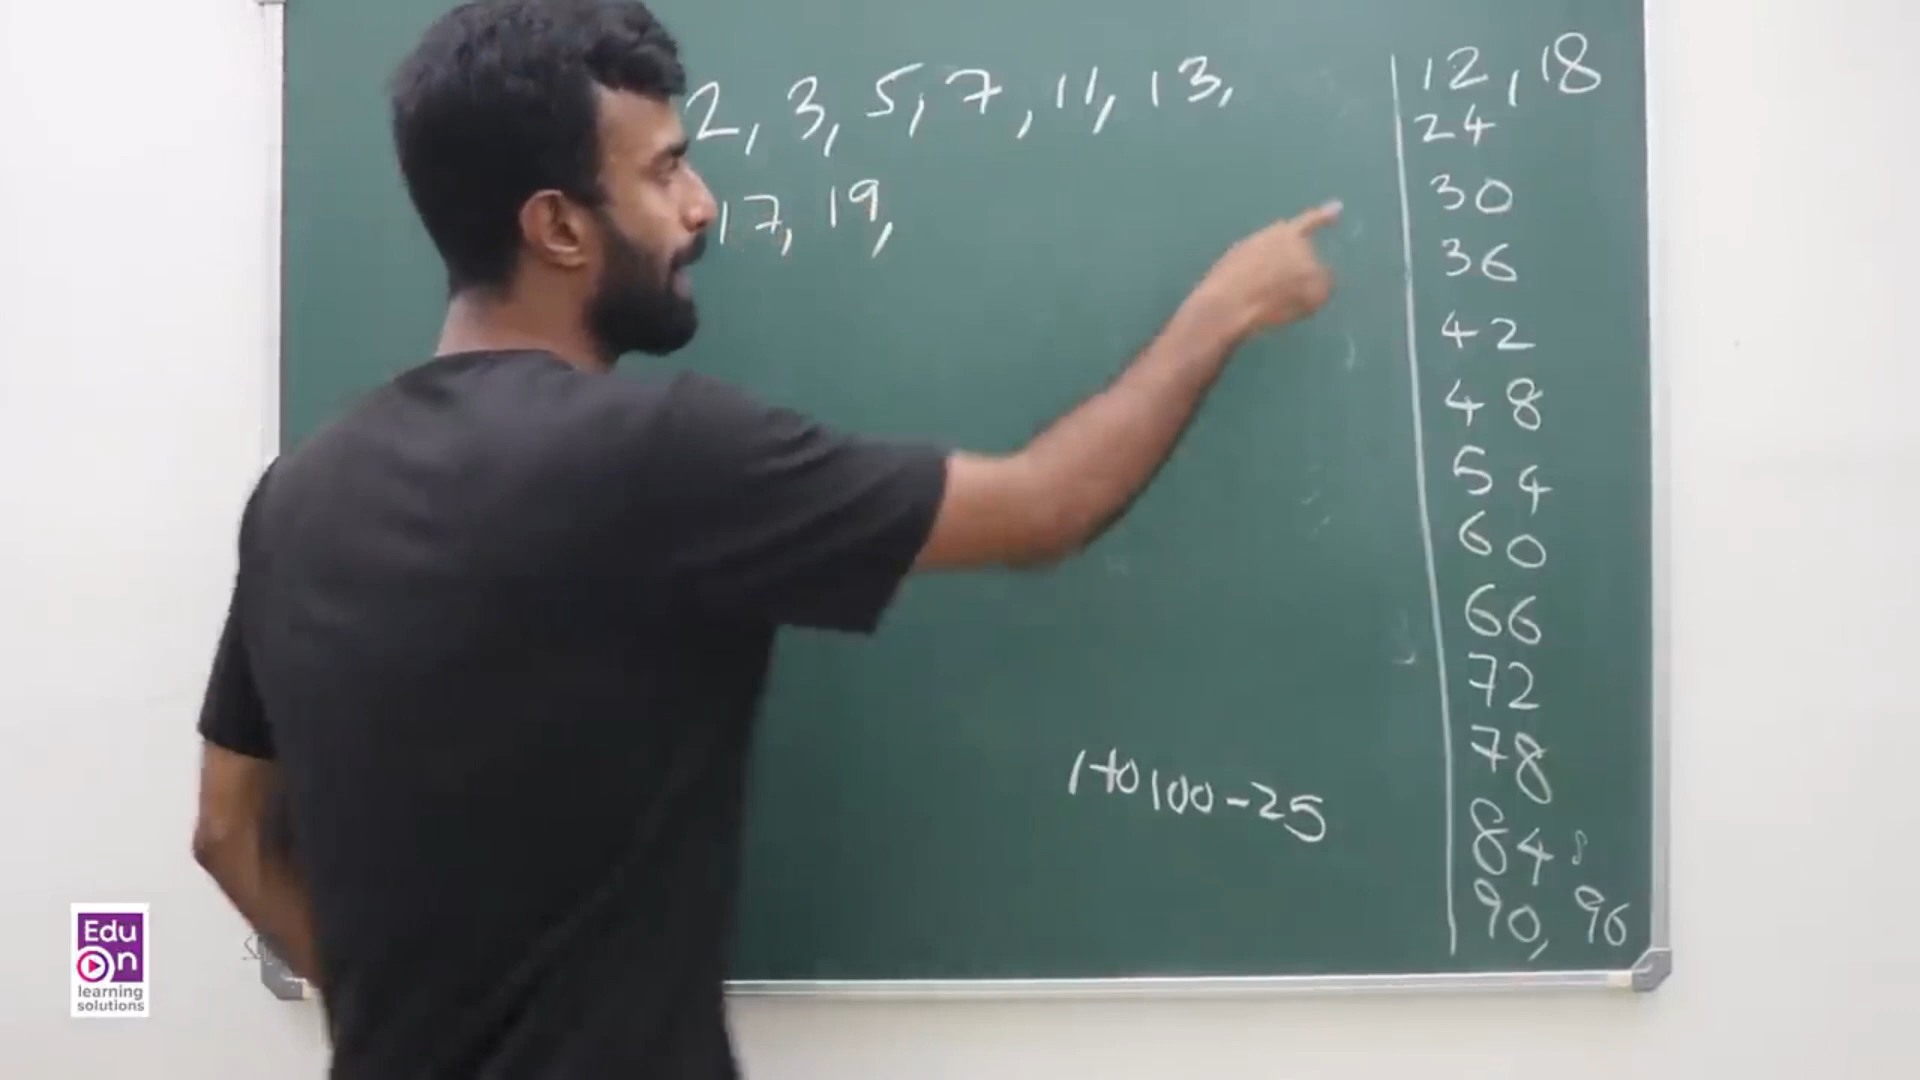 2, 3, 5, 7, 11, 13,
17, 19,
1 to 100 - 25
12, 18
24
30
36
42
48
54
60
66
72
78
84
90, 96
Edu
On
learning
solutions